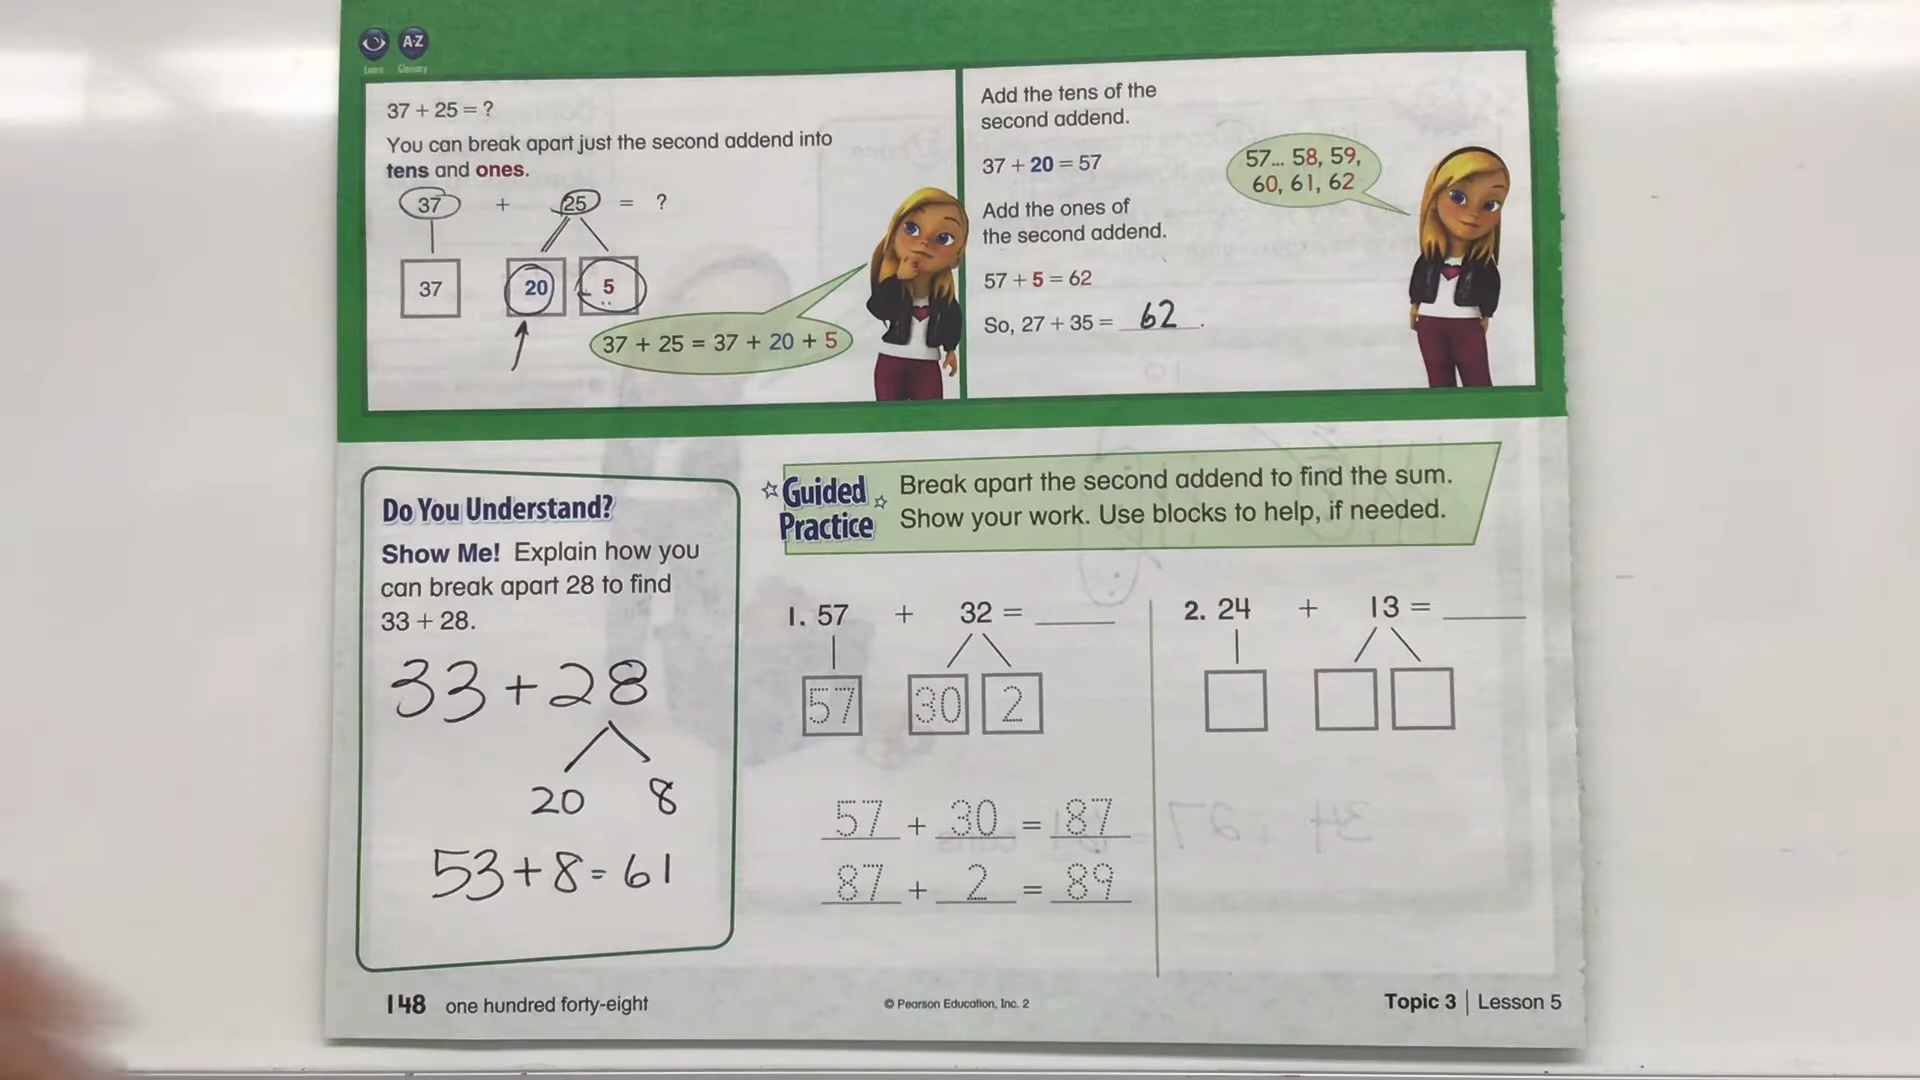 A-Z
Learn Glossary
37 + 25 = ?
You can break apart just the second addend into
tens and ones.
37 + 25 = ?
37 20 5
37 + 25 = 37 + 20 + 5
Add the tens of the
second addend.
37 + 20 = 57
Add the ones of
the second addend.
57 + 5 = 62
So, 27 + 35 = 62.
57... 58, 59,
60, 61, 62
Do You Understand?
Show Me! Explain how you
can break apart 28 to find
33 + 28.
33 + 28
20 8
53 + 8 = 61
Guided
Practice
Break apart the second addend to find the sum.
Show your work. Use blocks to help, if needed.
1. 57 + 32 = ____
57 30 2
57 + 30 = 87
87 + 2 = 89
2. 24 + 13 = ____
148 one hundred forty-eight
© Pearson Education, Inc. 2
Topic 3 | Lesson 5